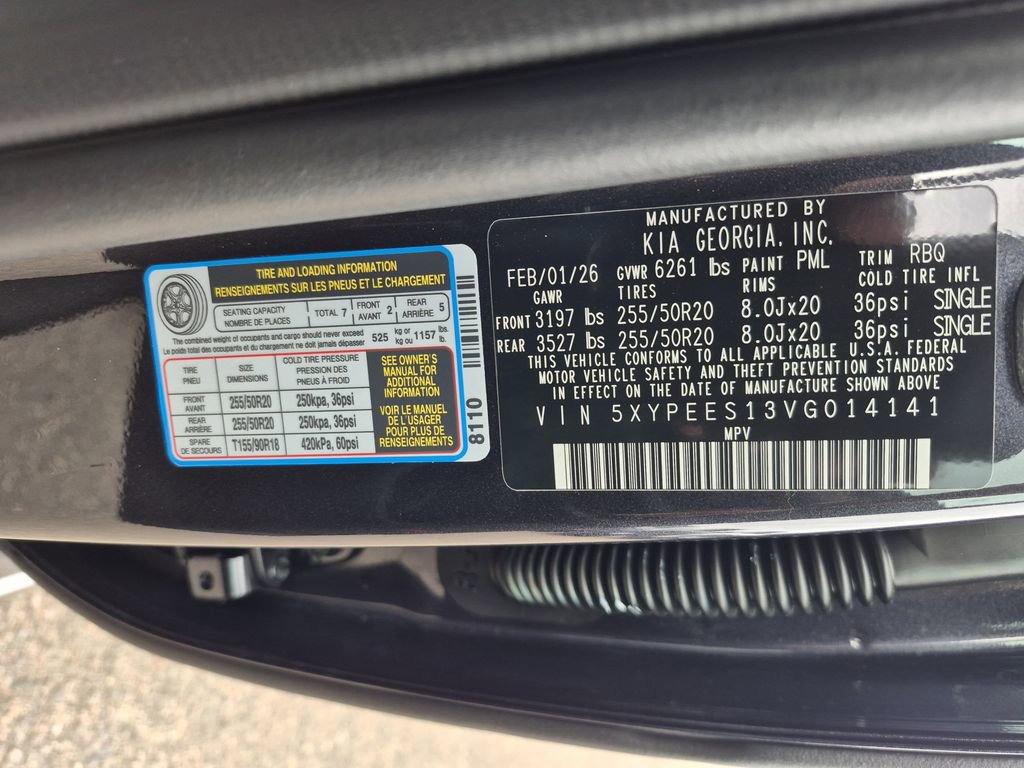 TIRE AND LOADING INFORMATION
RENSEIGNEMENTS SUR LES PNEUS ET LE CHARGEMENT
SEATING CAPACITY
NOMBRE DE PLACES
TOTAL 7
FRONT
AVANT 2
REAR
ARRIÈRE 5
The combined weight of occupants and cargo should never exceed
Le poids total des occupants et du chargement ne doit jamais dépasser
525 kg or
kg ou 1157 lbs.
lb.
TIRE
PNEU
SIZE
DIMENSIONS
COLD TIRE PRESSURE
PRESSION DES
PNEUS À FROID
FRONT
AVANT
255/50R20
250kpa, 36psi
REAR
ARRIÈRE
255/50R20
250kpa, 36psi
SPARE
DE SECOURS
T155/90R18
420kPa, 60psi
SEE OWNER'S
MANUAL FOR
ADDITIONAL
INFORMATION
VOIR LE MANUEL
DE L'USAGER
POUR PLUS DE
RENSEIGNEMENTS
8110
MANUFACTURED BY
KIA GEORGIA, INC.
FEB/01/26 GVWR 6261 lbs PAINT PML TRIM RBQ
GAWR TIRES RIMS COLD TIRE INFL
FRONT 3197 lbs 255/50R20 8.0Jx20 36psi SINGLE
REAR 3527 lbs 255/50R20 8.0Jx20 36psi SINGLE
THIS VEHICLE CONFORMS TO ALL APPLICABLE U.S.A. FEDERAL
MOTOR VEHICLE SAFETY AND THEFT PREVENTION STANDARDS
IN EFFECT ON THE DATE OF MANUFACTURE SHOWN ABOVE
VIN 5XYPEES13VG014141
MPV